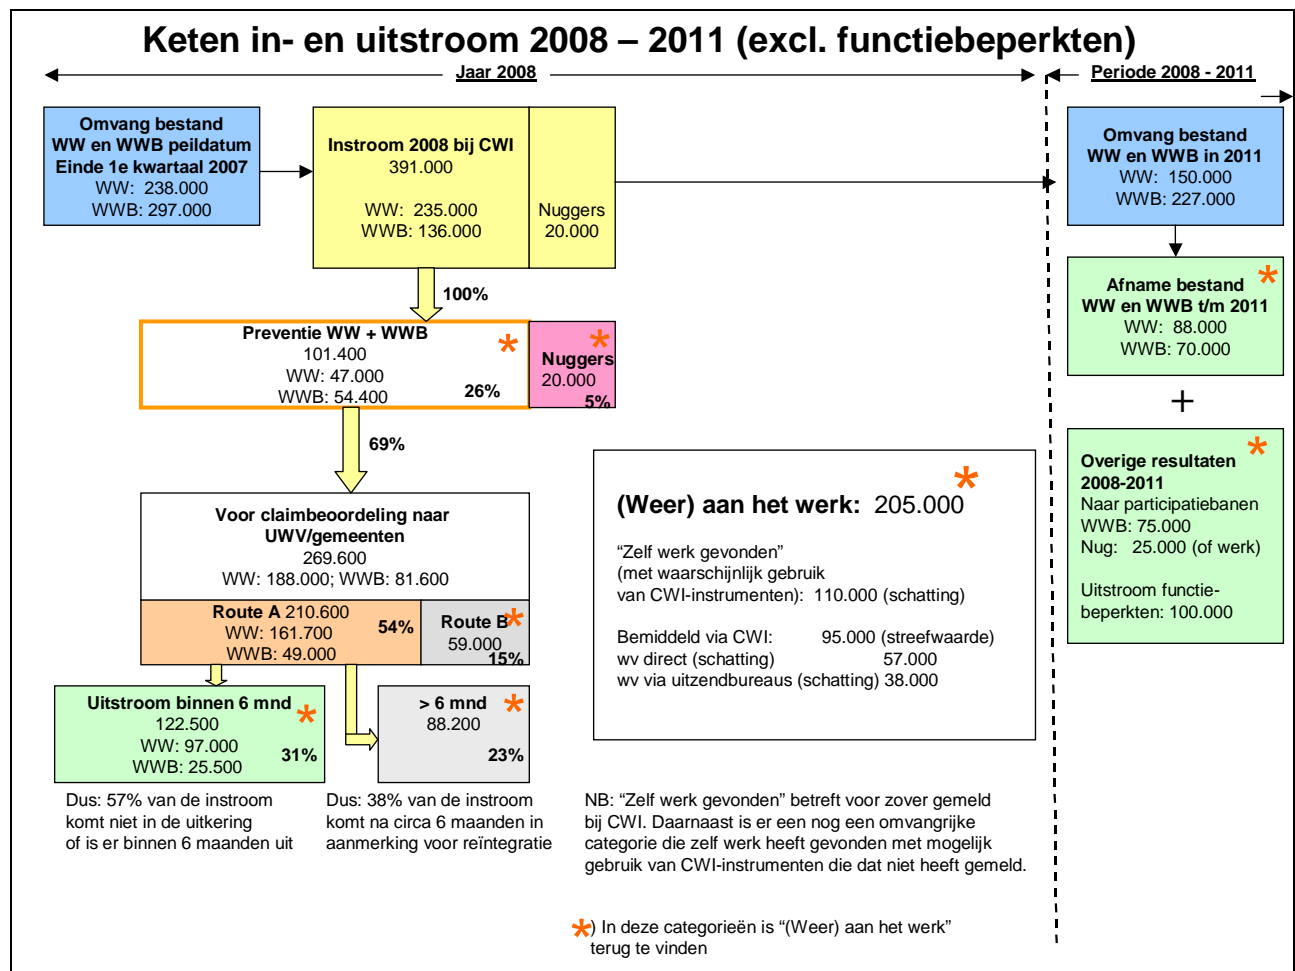 Keten in- en uitstroom 2008 – 2011 (excl. functiebeperkten)
Jaar 2008
Periode 2008 - 2011
Omvang bestand
WW en WWB peildatum
Einde 1e kwartaal 2007
WW: 238.000
WWB: 297.000
Instroom 2008 bij CWI
391.000
WW: 235.000
WWB: 136.000
Nuggers
20.000
Omvang bestand
WW en WWB in 2011
WW: 150.000
WWB: 227.000
100%
Afname bestand
WW en WWB t/m 2011
WW: 88.000
WWB: 70.000
*
Preventie WW + WWB
101.400
WW: 47.000
WWB: 54.400
26%
*
Nuggers
20.000
5%
*
+
69%
Overige resultaten
2008-2011
Naar participatiebanen
WWB: 75.000
Nug: 25.000 (of werk)
Uitstroom functie-
beperkten: 100.000
*
Voor claimbeoordeling naar
UWV/gemeenten
269.600
WW: 188.000; WWB: 81.600
Route A 210.600
WW: 161.700
WWB: 49.000
54%
Route B
59.000
15%
*
(Weer) aan het werk: 205.000
*
“Zelf werk gevonden”
(met waarschijnlijk gebruik
van CWI-instrumenten): 110.000 (schatting)
Bemiddeld via CWI: 95.000 (streefwaarde)
wv direct (schatting) 57.000
wv via uitzendbureaus (schatting) 38.000
Uitstroom binnen 6 mnd
122.500
WW: 97.000
WWB: 25.500
31%
*
> 6 mnd
88.200
23%
*
Dus: 57% van de instroom
komt niet in de uitkering
of is er binnen 6 maanden uit
Dus: 38% van de instroom
komt na circa 6 maanden in
aanmerking voor reïntegratie
NB: “Zelf werk gevonden” betreft voor zover gemeld
bij CWI. Daarnaast is er een nog een omvangrijke
categorie die zelf werk heeft gevonden met mogelijk
gebruik van CWI-instrumenten die dat niet heeft gemeld.
*) In deze categorieën is “(Weer) aan het werk”
terug te vinden